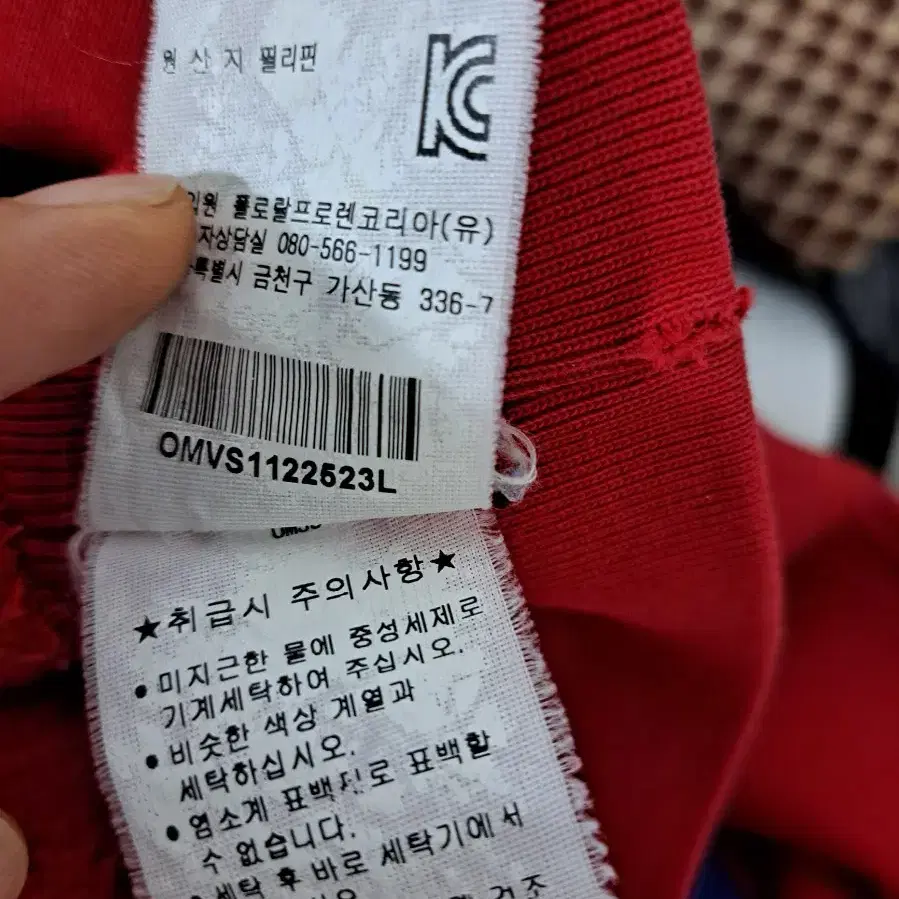 원 산 지 필리핀
KC
의원 폴로랄프로렌코리아(유)
자상담실 080-566-1199
특별시 금천구 가산동 336-7
OMVS1122523L
★취급시 주의사항★
• 미지근한 물에 중성세제로
기계세탁하여 주십시오.
• 비슷한 색상 계열과
세탁하십시오.
• 염소계 표백제로 표백할
수 없습니다.
• 세탁 후 바로 세탁기에서
건조